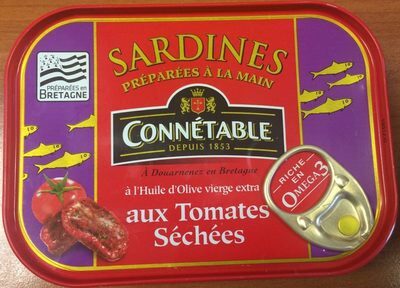 SARDINES
PRÉPARÉES À LA MAIN
PRÉPARÉES en
BRETAGNE
CONNÉTABLE
DEPUIS 1853
À Douarnenez en Bretagne
à l'Huile d'Olive vierge extra
aux Tomates
Séchées
RICHE EN
OMEGA 3